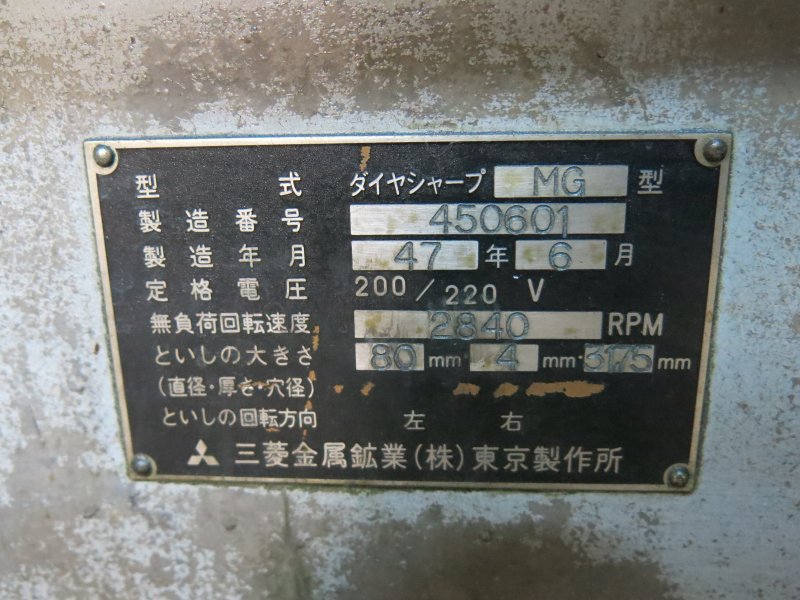 型式 ダイヤシャープ MG 型
製造番号 450601
製造年月 47 年 6 月
定格電圧 200/220 V
無負荷回転速度 2840 RPM
といしの大きさ 80 mm 4 mm・31.75 mm
(直径・厚さ・穴径)
といしの回転方向 左 右
三菱金属鉱業(株)東京製作所